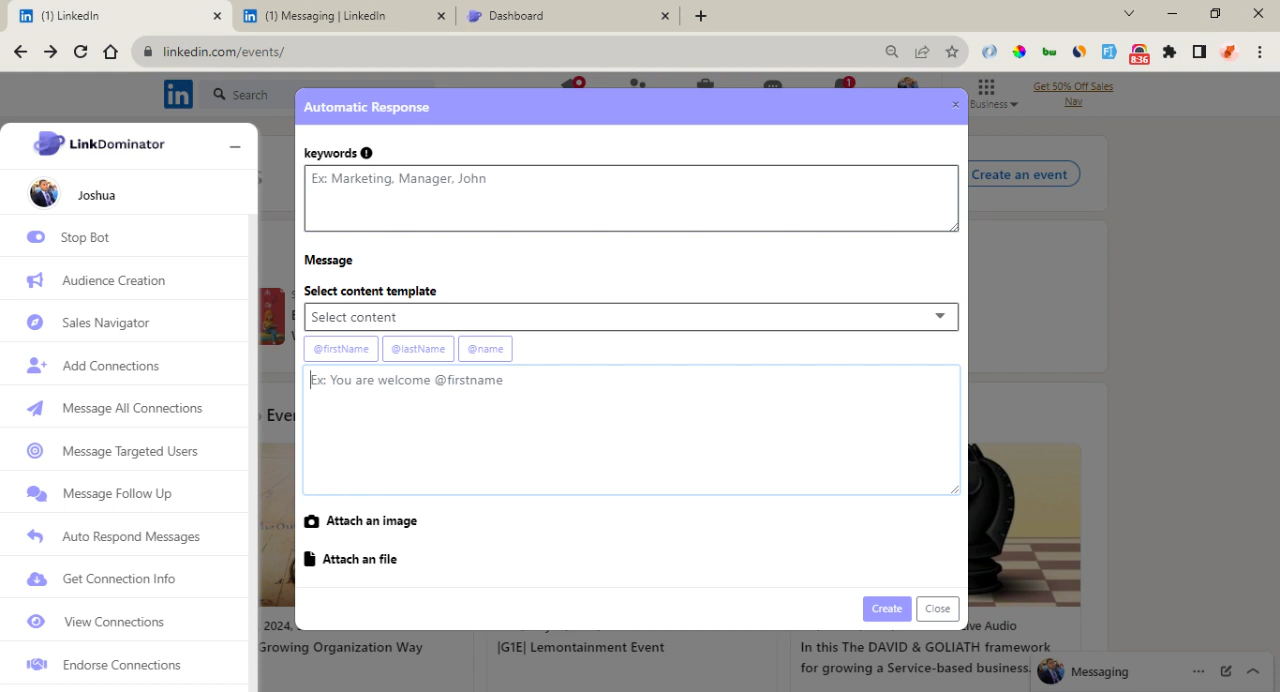 (1) LinkedIn
(1) Messaging | LinkedIn
Dashboard
linkedin.com/events/
8:36
in
Search
1
Business
Get 50% Off Sales
Nav
Automatic Response
×
LinkDominator
Joshua
Stop Bot
Audience Creation
Sales Navigator
Add Connections
Message All Connections
Message Targeted Users
Message Follow Up
Auto Respond Messages
Get Connection Info
View Connections
Endorse Connections
keywords
Ex: Marketing, Manager, John
Message
Select content template
Select content
@firstName @lastName @name
Ex: You are welcome @firstname
Attach an image
Attach an file
Create Close
Create an event
2024,
Growing Organization Way
|G1E| Lemontainment Event
Audio
In this The DAVID & GOLIATH framework
for growing a Service-based business.
Messaging